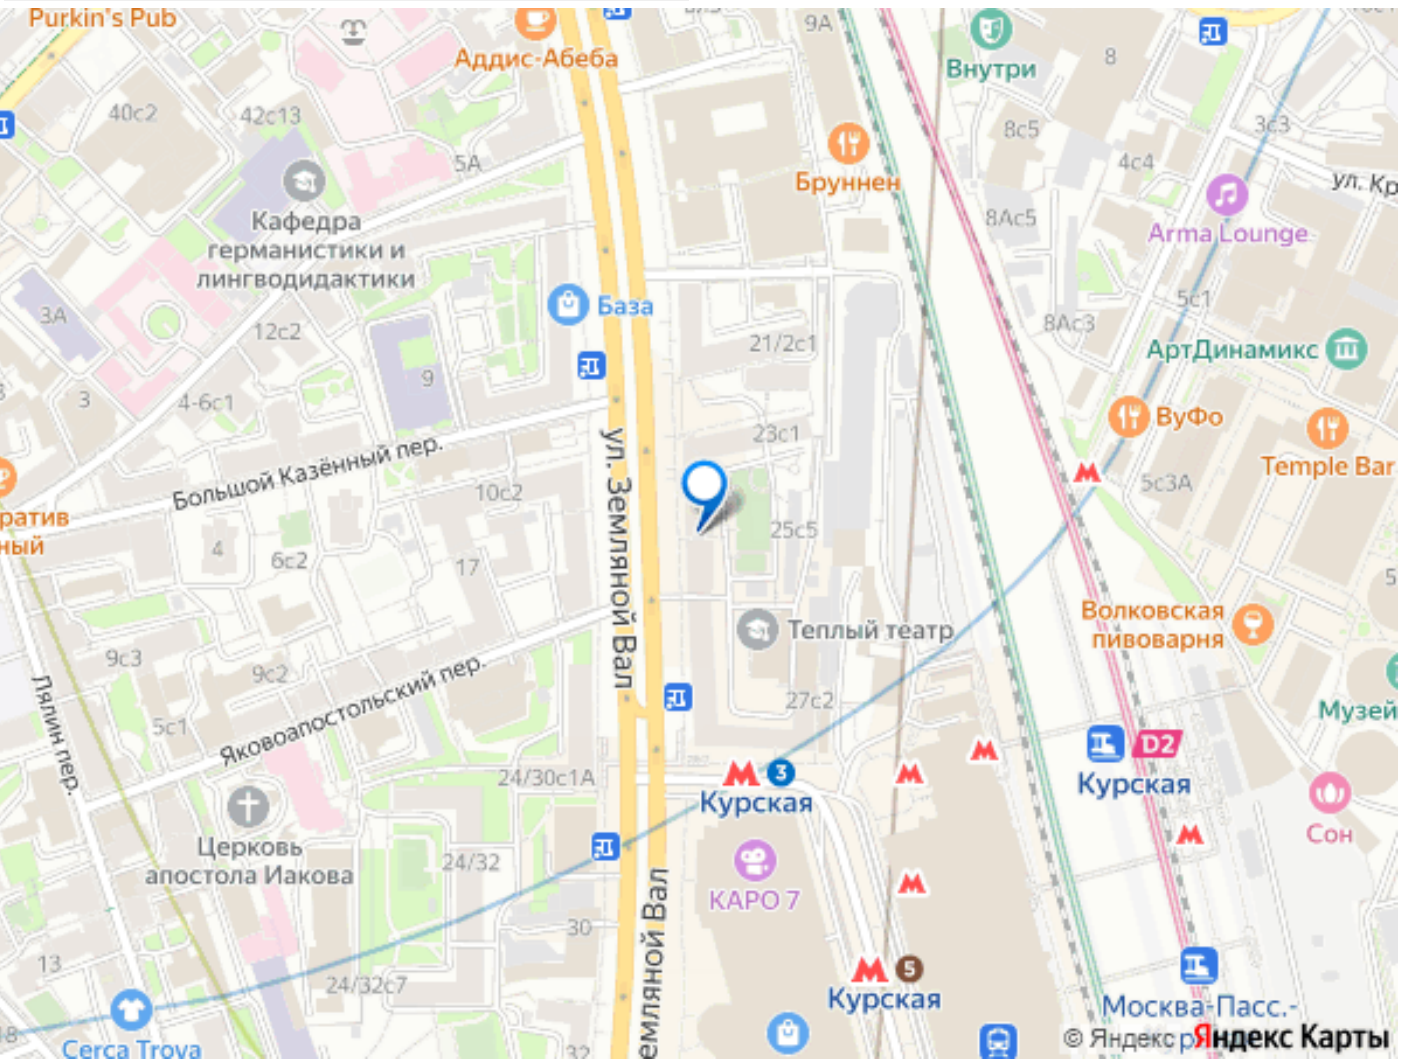 Purkin's Pub
Аддис-Абеба
9А
Внутри
8
40с2
42с13
5А
8с5
3с3
4с4
Бруннен
ул. Кр
Кафедра
германистики и
лингводидактики
8Ас5
Arma Lounge
База
5с1
3А
12с2
21/2с1
8Ас3
АртДинамикс
9
3
4-6с1
ВуФо
23с1
Большой Казённый пер.
ул. Земляной Вал
Temple Bar
10с2
5с3А
ратив
ный
4
6с2
17
25с5
5
Волковская
пивоварня
Теплый театр
9с3
9с2
Лялин пер.
Яковоапостольский пер.
27с2
5с1
Музей
D2
Курская
24/30с1А
М 3
Курская
Церковь
апостола Иакова
24/32
КАРО 7
Сон
Земляной Вал
30
13
24/32с7
М 5
Курская
Москва-Пасс.-
© Яндекс
Яндекс Карты
18
Cerca Trova
32